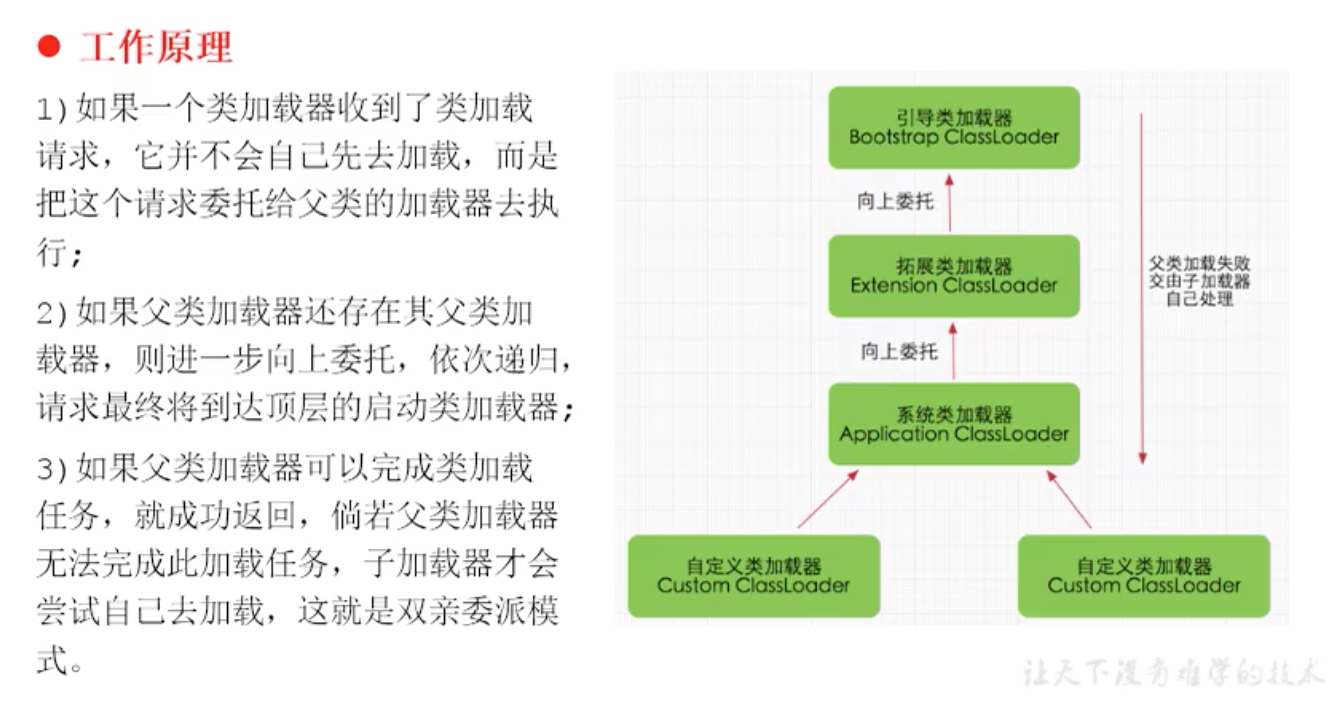 ● 工作原理
1)如果一个类加载器收到了类加载
请求，它并不会自己先去加载，而是
把这个请求委托给父类的加载器去执
行；
2)如果父类加载器还存在其父类加
载器，则进一步向上委托，依次递归，
请求最终将到达顶层的启动类加载器；
3)如果父类加载器可以完成类加载
任务，就成功返回，倘若父类加载器
无法完成此加载任务，子加载器才会
尝试自己去加载，这就是双亲委派模
式。
引导类加载器
Bootstrap ClassLoader
向上委托
拓展类加载器
Extension ClassLoader
父类加载失败
交由子加载器
自己处理
向上委托
系统类加载器
Application ClassLoader
自定义类加载器
Custom ClassLoader
自定义类加载器
Custom ClassLoader
让天下没有难学的技术